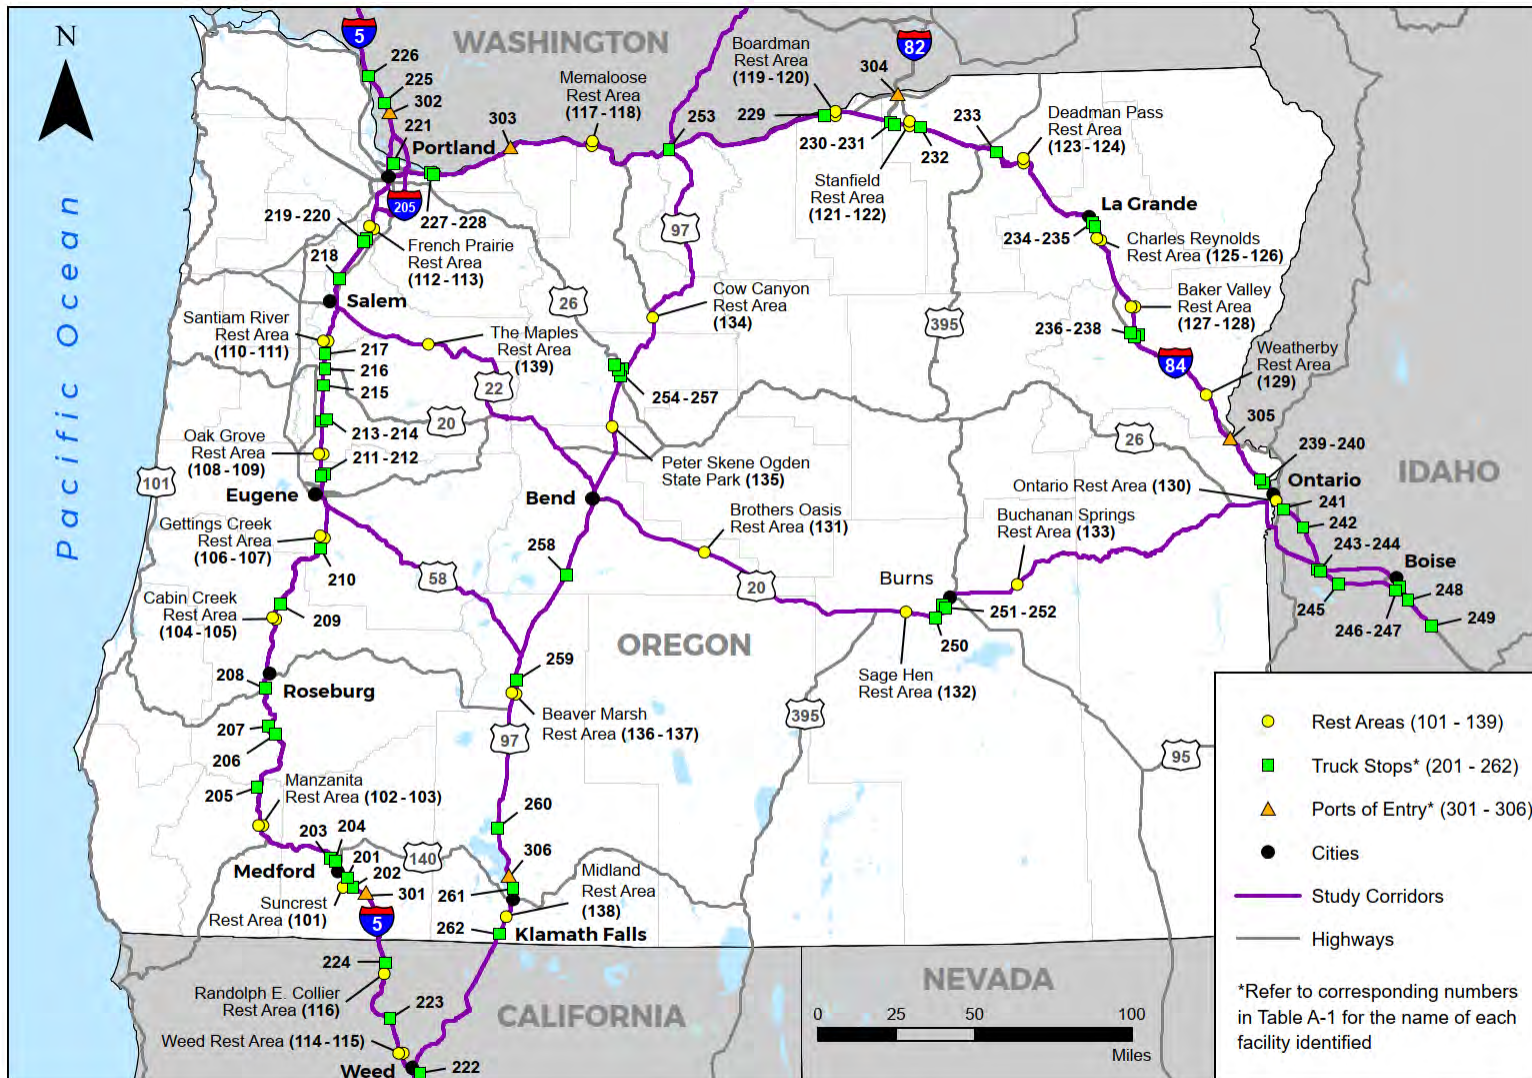 N
5
WASHINGTON
82
226
225
302
221
Portland
303
Memaloose
Rest Area
(117 - 118)
253
Boardman
Rest Area
(119 - 120)
229
304
230 - 231
232
233
Deadman Pass
Rest Area
(123 - 124)
Stanfield
Rest Area
(121 - 122)
La Grande
234 - 235
Charles Reynolds
Rest Area (125 - 126)
205
227 - 228
219 - 220
French Prairie
Rest Area
(112 - 113)
97
218
Salem
26
Cow Canyon
Rest Area
(134)
395
Baker Valley
Rest Area
(127 - 128)
236 - 238
84
Weatherby
Rest Area
(129)
305
Santiam River
Rest Area
(110 - 111)
217
216
215
The Maples
Rest Area
(139)
22
254 - 257
20
213 - 214
26
239 - 240
Oak Grove
Rest Area
(108 - 109)
211 - 212
101
Pacific Ocean
Peter Skene Ogden
State Park (135)
IDAHO
Eugene
Bend
Ontario Rest Area (130)
Ontario
241
242
243 - 244
Boise
Gettings Creek
Rest Area
(106 - 107)
210
Brothers Oasis
Rest Area (131)
Buchanan Springs
Rest Area (133)
258
58
20
Burns
245
246 - 247
248
249
Cabin Creek
Rest Area
(104 - 105)
209
251 - 252
250
OREGON
208
Roseburg
259
Sage Hen
Rest Area (132)
207
206
Beaver Marsh
Rest Area (136 - 137)
97
395
95
205
Manzanita
Rest Area (102 - 103)
260
203
204
201
202
Medford
140
306
Midland
Rest Area
(138)
301
261
Suncrest
Rest Area (101)
5
262
Klamath Falls
224
Randolph E. Collier
Rest Area (116)
223
CALIFORNIA
NEVADA
Weed Rest Area (114 - 115)
Weed
222
0
25
50
100
Miles
Rest Areas (101 - 139)
Truck Stops* (201 - 262)
Ports of Entry* (301 - 306)
Cities
Study Corridors
Highways
*Refer to corresponding numbers
in Table A-1 for the name of each
facility identified